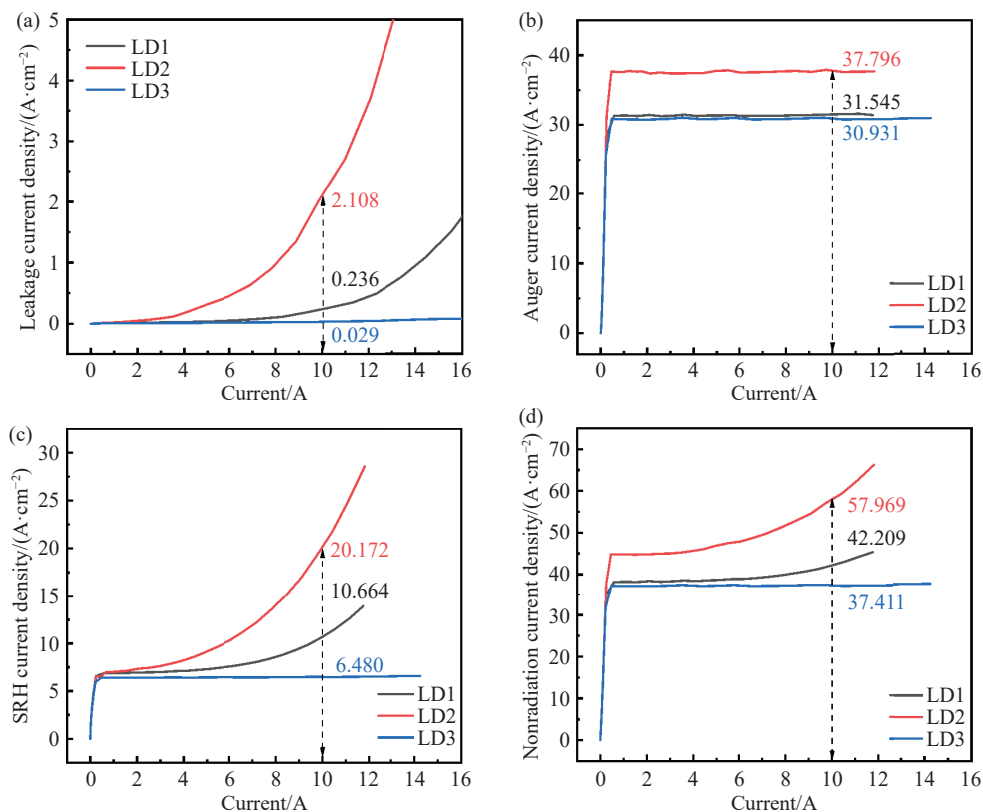 (a)
Leakage current density/(A·cm⁻²)
5
4
3
2
1
0
LD1
LD2
LD3
2.108
0.236
0.029
0 2 4 6 8 10 12 14 16
Current/A
(b)
Auger current density/(A·cm⁻²)
40
30
20
10
0
37.796
31.545
30.931
LD1
LD2
LD3
0 2 4 6 8 10 12 14 16
Current/A
(c)
SRH current density/(A·cm⁻²)
30
25
20
15
10
5
0
20.172
10.664
6.480
LD1
LD2
LD3
0 2 4 6 8 10 12 14 16
Current/A
(d)
Nonradiation current density/(A·cm⁻²)
70
60
50
40
30
20
10
0
57.969
42.209
37.411
LD1
LD2
LD3
0 2 4 6 8 10 12 14 16
Current/A